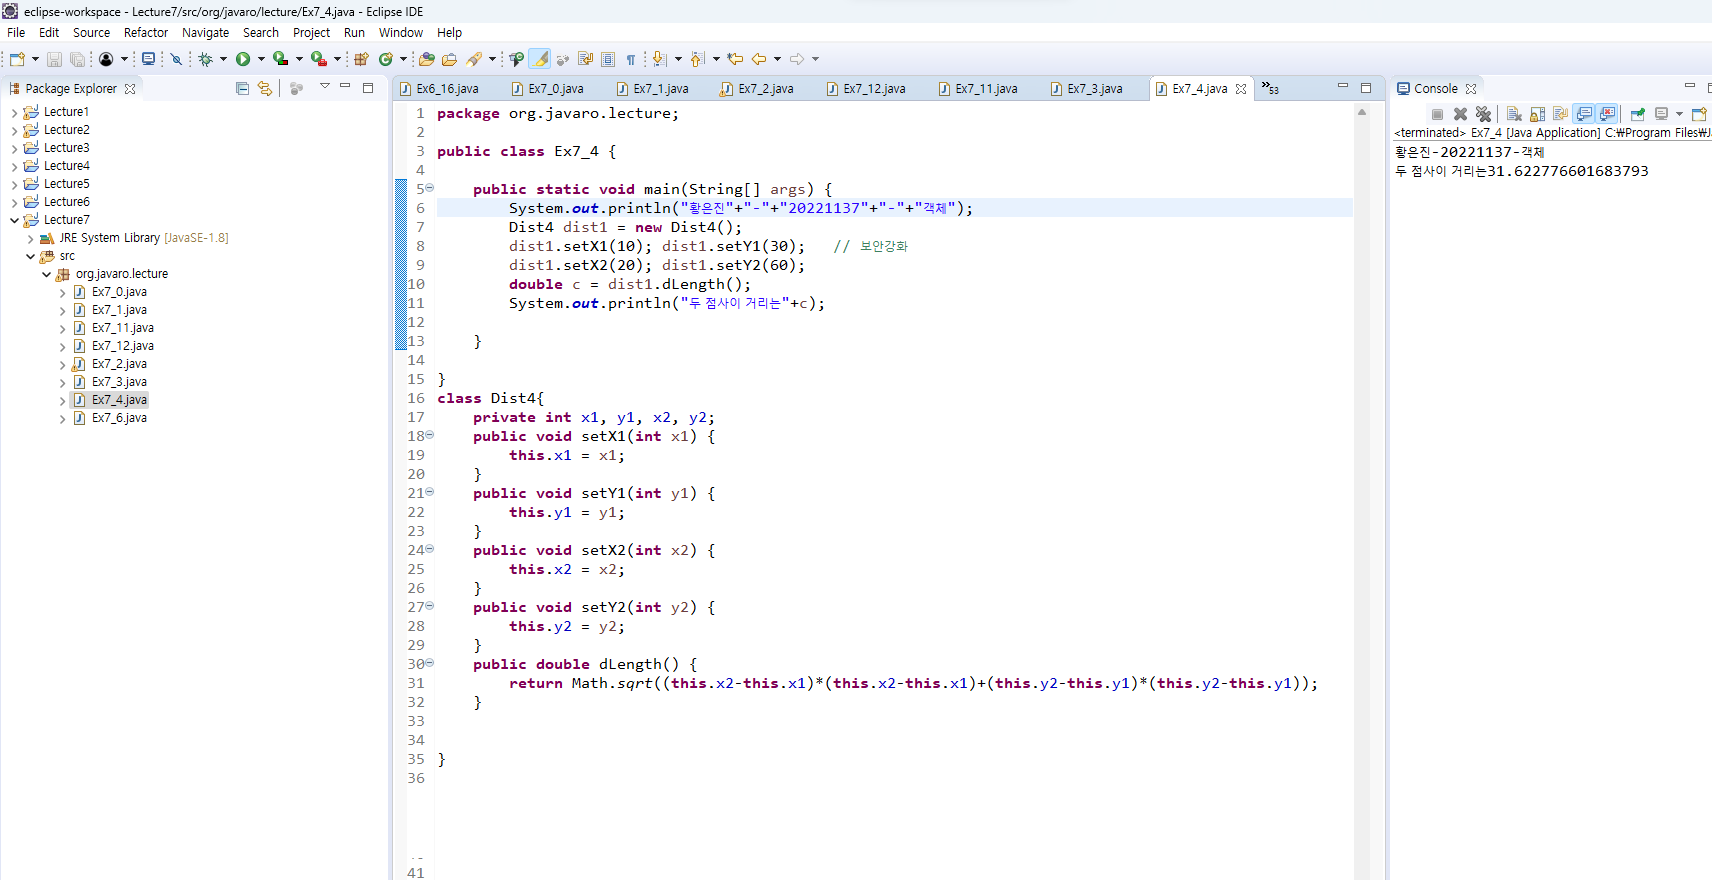 eclipse-workspace - Lecture7/src/org/javaro/lecture/Ex7_4.java - Eclipse IDE
File Edit Source Refactor Navigate Search Project Run Window Help
Package Explorer
Lecture1
Lecture2
Lecture3
Lecture4
Lecture5
Lecture6
Lecture7
JRE System Library [JavaSE-1.8]
src
org.javaro.lecture
Ex7_0.java
Ex7_1.java
Ex7_11.java
Ex7_12.java
Ex7_2.java
Ex7_3.java
Ex7_4.java
Ex7_6.java
Ex6_16.java Ex7_0.java Ex7_1.java Ex7_2.java Ex7_12.java Ex7_11.java Ex7_3.java Ex7_4.java »53
1 package org.javaro.lecture;
2
3 public class Ex7_4 {
4
5     public static void main(String[] args) {
6         System.out.println("황은진"+"-"+"20221137"+"-"+"객체");
7         Dist4 dist1 = new Dist4();
8         dist1.setX1(10); dist1.setY1(30);   // 보안강화
9         dist1.setX2(20); dist1.setY2(60);
10         double c = dist1.dLength();
11         System.out.println("두 점사이 거리는"+c);
12
13     }
14
15 }
16 class Dist4{
17     private int x1, y1, x2, y2;
18     public void setX1(int x1) {
19         this.x1 = x1;
20     }
21     public void setY1(int y1) {
22         this.y1 = y1;
23     }
24     public void setX2(int x2) {
25         this.x2 = x2;
26     }
27     public void setY2(int y2) {
28         this.y2 = y2;
29     }
30     public double dLength() {
31         return Math.sqrt((this.x2-this.x1)*(this.x2-this.x1)+(this.y2-this.y1)*(this.y2-this.y1));
32     }
33
34
35 }
36
41
Console
<terminated> Ex7_4 [Java Application] C:₩Program Files₩J
황은진-20221137-객체
두 점사이 거리는31.622776601683793